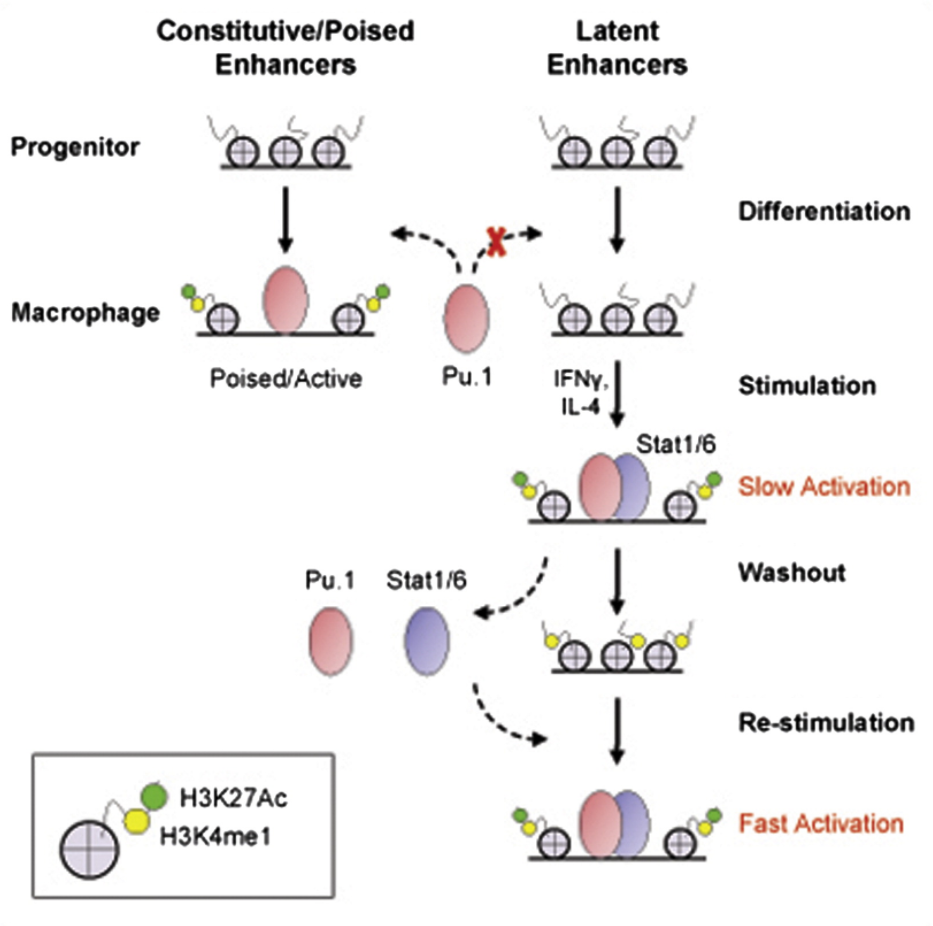 Constitutive/Poised
Enhancers
Latent
Enhancers
Progenitor
Differentiation
Macrophage
Poised/Active
Pu.1
IFNγ,
IL-4
Stimulation
Stat1/6
Slow Activation
Pu.1
Stat1/6
Washout
Re-stimulation
H3K27Ac
H3K4me1
Fast Activation